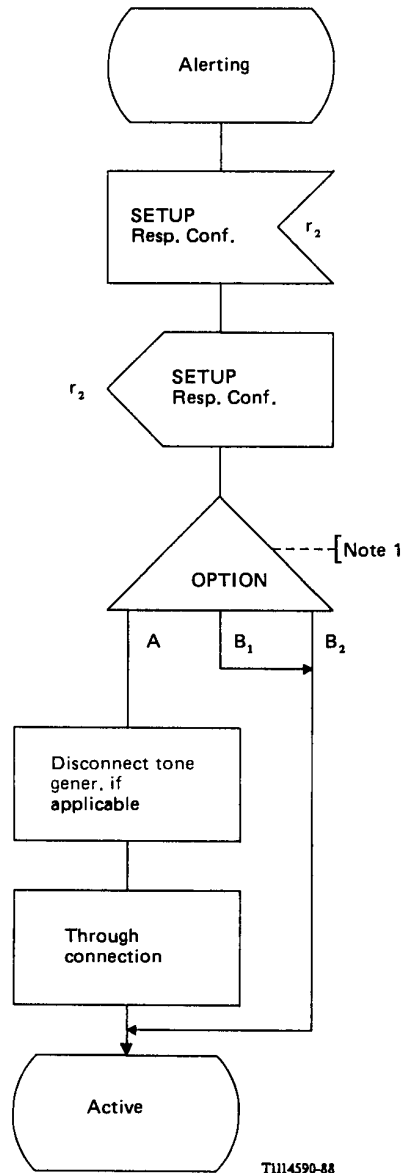 Alerting
SETUP
Resp. Conf.
r₂
r₂
SETUP
Resp. Conf.
[Note 1
OPTION
A
B₁
B₂
Disconnect tone
gener. if
applicable
Through
connection
Active
T1114590-88